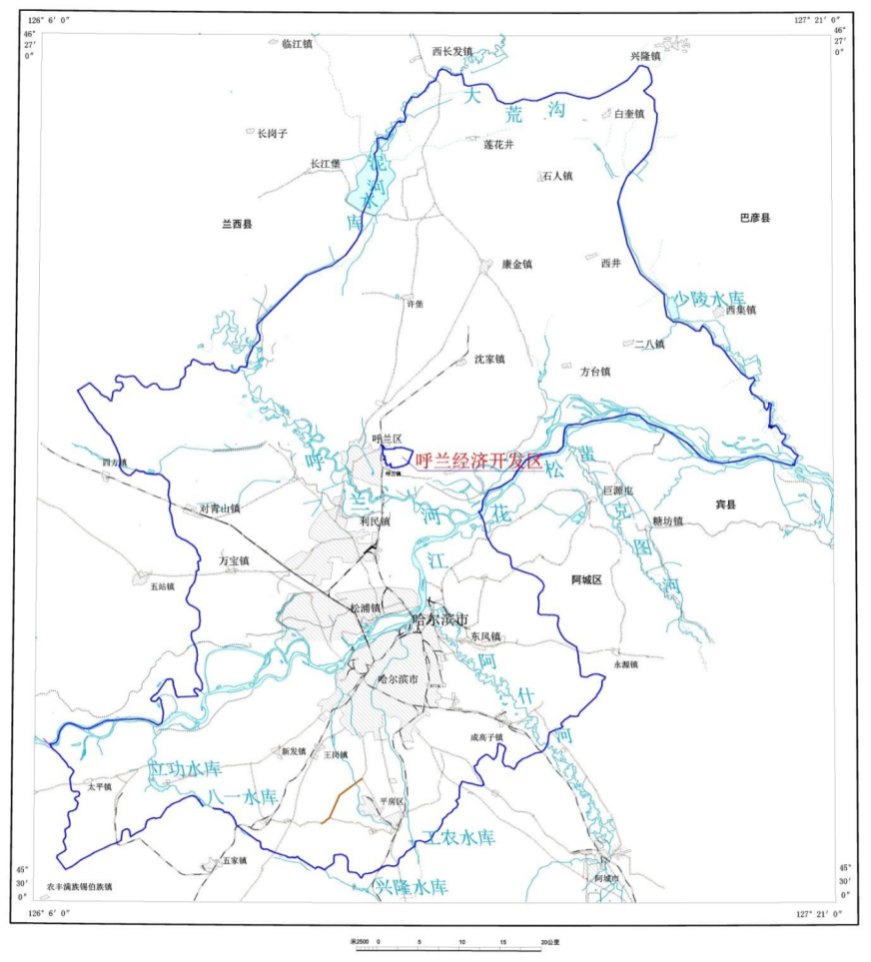 126° 6′ 0″
127° 21′ 0″
46°
27′
0″
46°
27′
0″
临江镇
西长发镇
兴隆镇
大
荒
沟
白奎镇
长岗子
莲花井
长江堡
泥
河
水
库
石人镇
兰西县
巴彦县
康金镇
西井
许堡
少陵水库
西集镇
二八镇
沈家镇
方台镇
呼兰区
呼兰经济开发区
呼
兰
河
松
花
江
四方镇
蜚
克
图
河
巨源屯
宾县
对青山镇
利民镇
糖坊镇
万宝镇
五站镇
阿城区
松浦镇
哈尔滨市
东风镇
永源镇
阿
什
河
哈尔滨市
成高子镇
新发镇
王岗镇
立功水库
太平镇
八一水库
平房区
工农水库
五家镇
兴隆水库
阿城市
农丰满族锡伯族镇
45°
30′
0″
45°
30′
0″
126° 6′ 0″
127° 21′ 0″
米2500 0 5 10 15 20公里